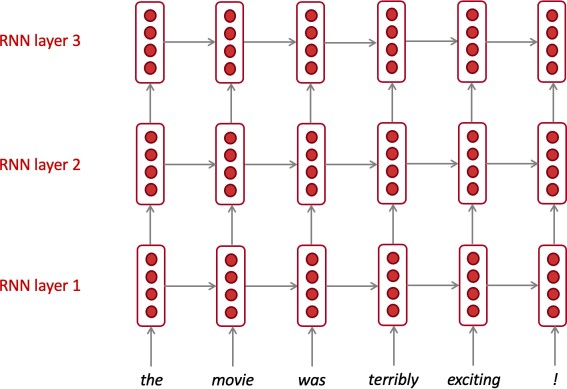 RNN layer 3
RNN layer 2
RNN layer 1
the movie was terribly exciting !